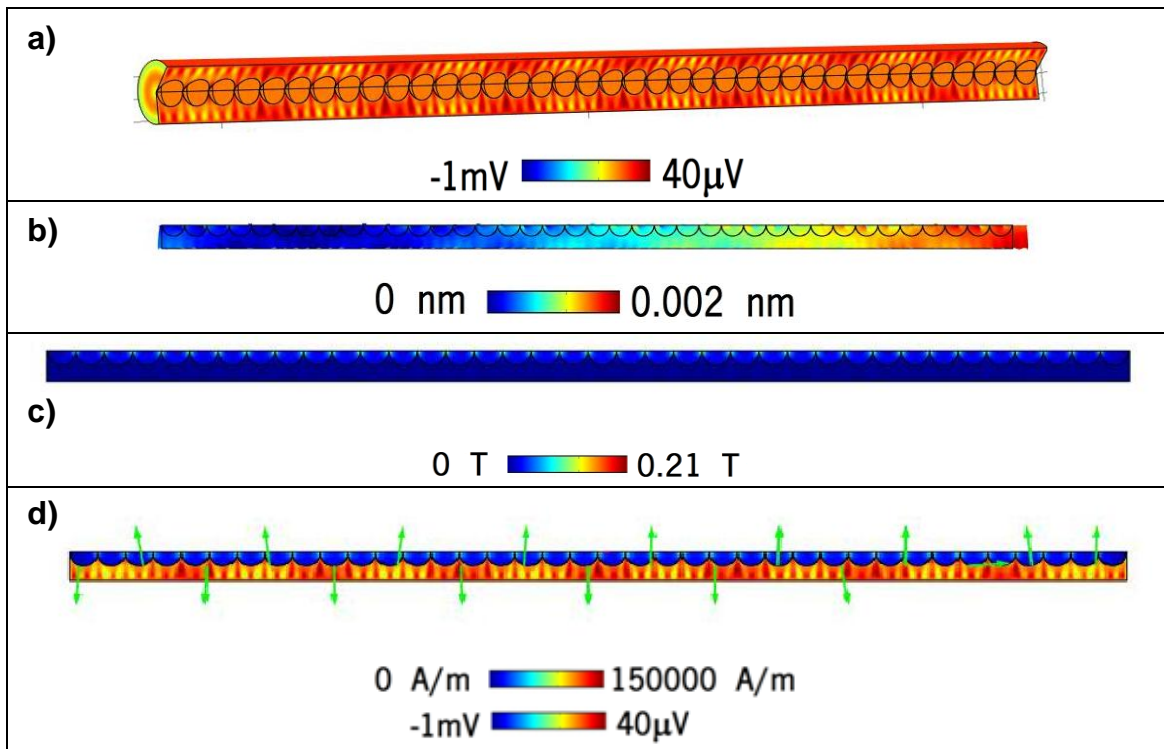 a)
-1mV 40μV
b)
0 nm 0.002 nm
c)
0 T 0.21 T
d)
0 A/m 150000 A/m
-1mV 40μV